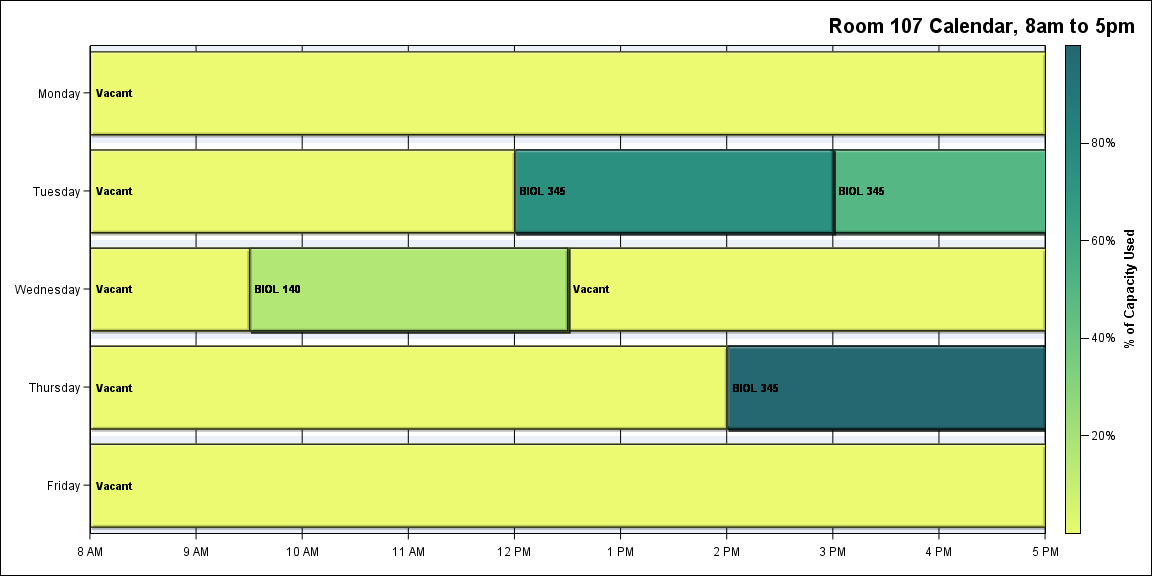 Room 107 Calendar, 8am to 5pm
Monday
Vacant
Tuesday
Vacant
BIOL 345
BIOL 345
Wednesday
Vacant
BIOL 140
Vacant
Thursday
Vacant
BIOL 345
Friday
Vacant
8 AM
9 AM
10 AM
11 AM
12 PM
1 PM
2 PM
3 PM
4 PM
5 PM
80%
60%
40%
20%
% of Capacity Used